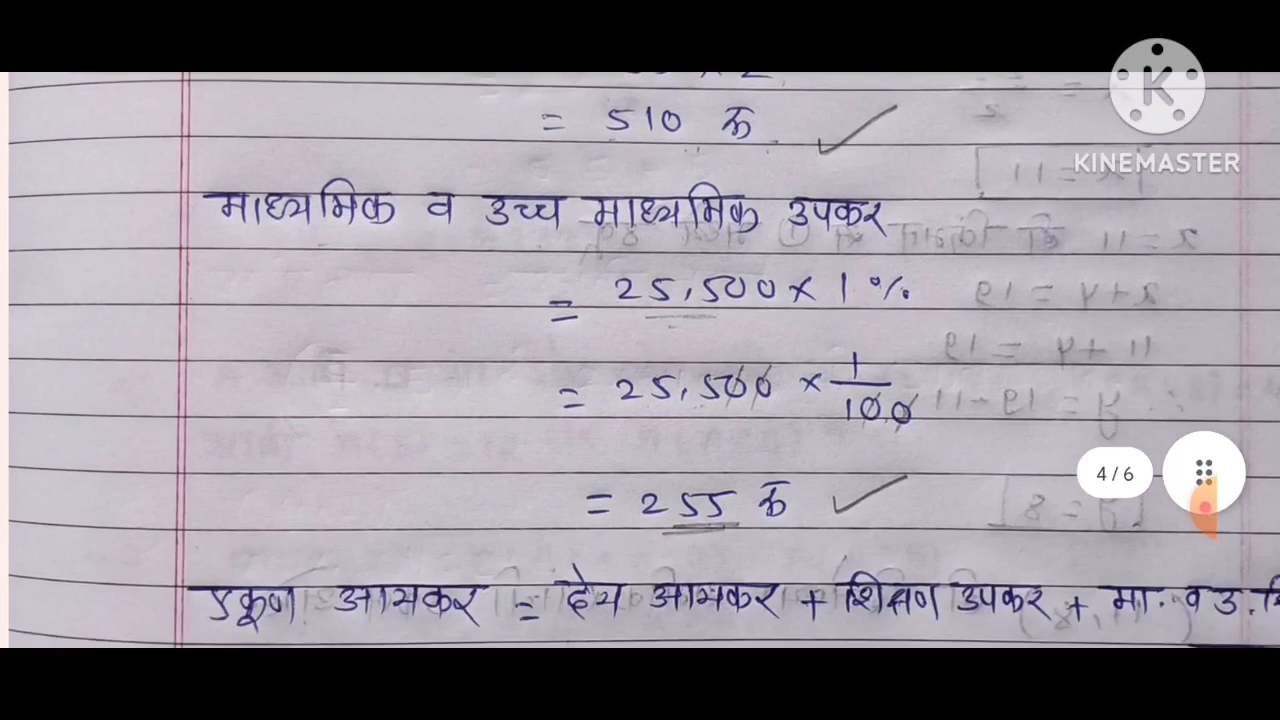 = 510 रु
माध्यमिक व उच्च माध्यमिक उपकर
= 25,500 × 1 %
= 25,500 × 1/100
= 255 रु
एकूण आयकर = देय आयकर + शिक्षण उपकर + मा. व उ. शि
KINEMASTER
4/6